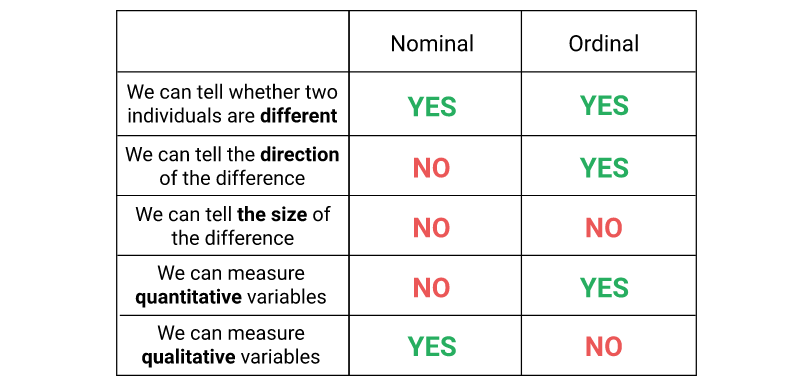 Nominal Ordinal
We can tell whether two
individuals are different YES YES
We can tell the direction
of the difference NO YES
We can tell the size of
the difference NO NO
We can measure
quantitative variables NO YES
We can measure
qualitative variables YES NO